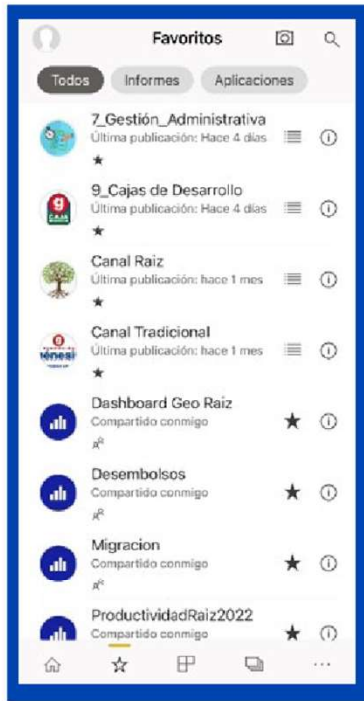 Favoritos
Todos
Informes
Aplicaciones
7_Gestión_Administrativa
Última publicación: Hace 4 días
9_Cajas de Desarrollo
Última publicación: Hace 4 días
CAJA
Canal Raiz
Última publicación: hace 1 mes
Canal Tradicional
Última publicación: hace 1 mes
Dashboard Geo Raiz
Compartido conmigo
Desembolsos
Compartido conmigo
Migracion
Compartido conmigo
ProductividadRaiz2022
Compartido conmigo